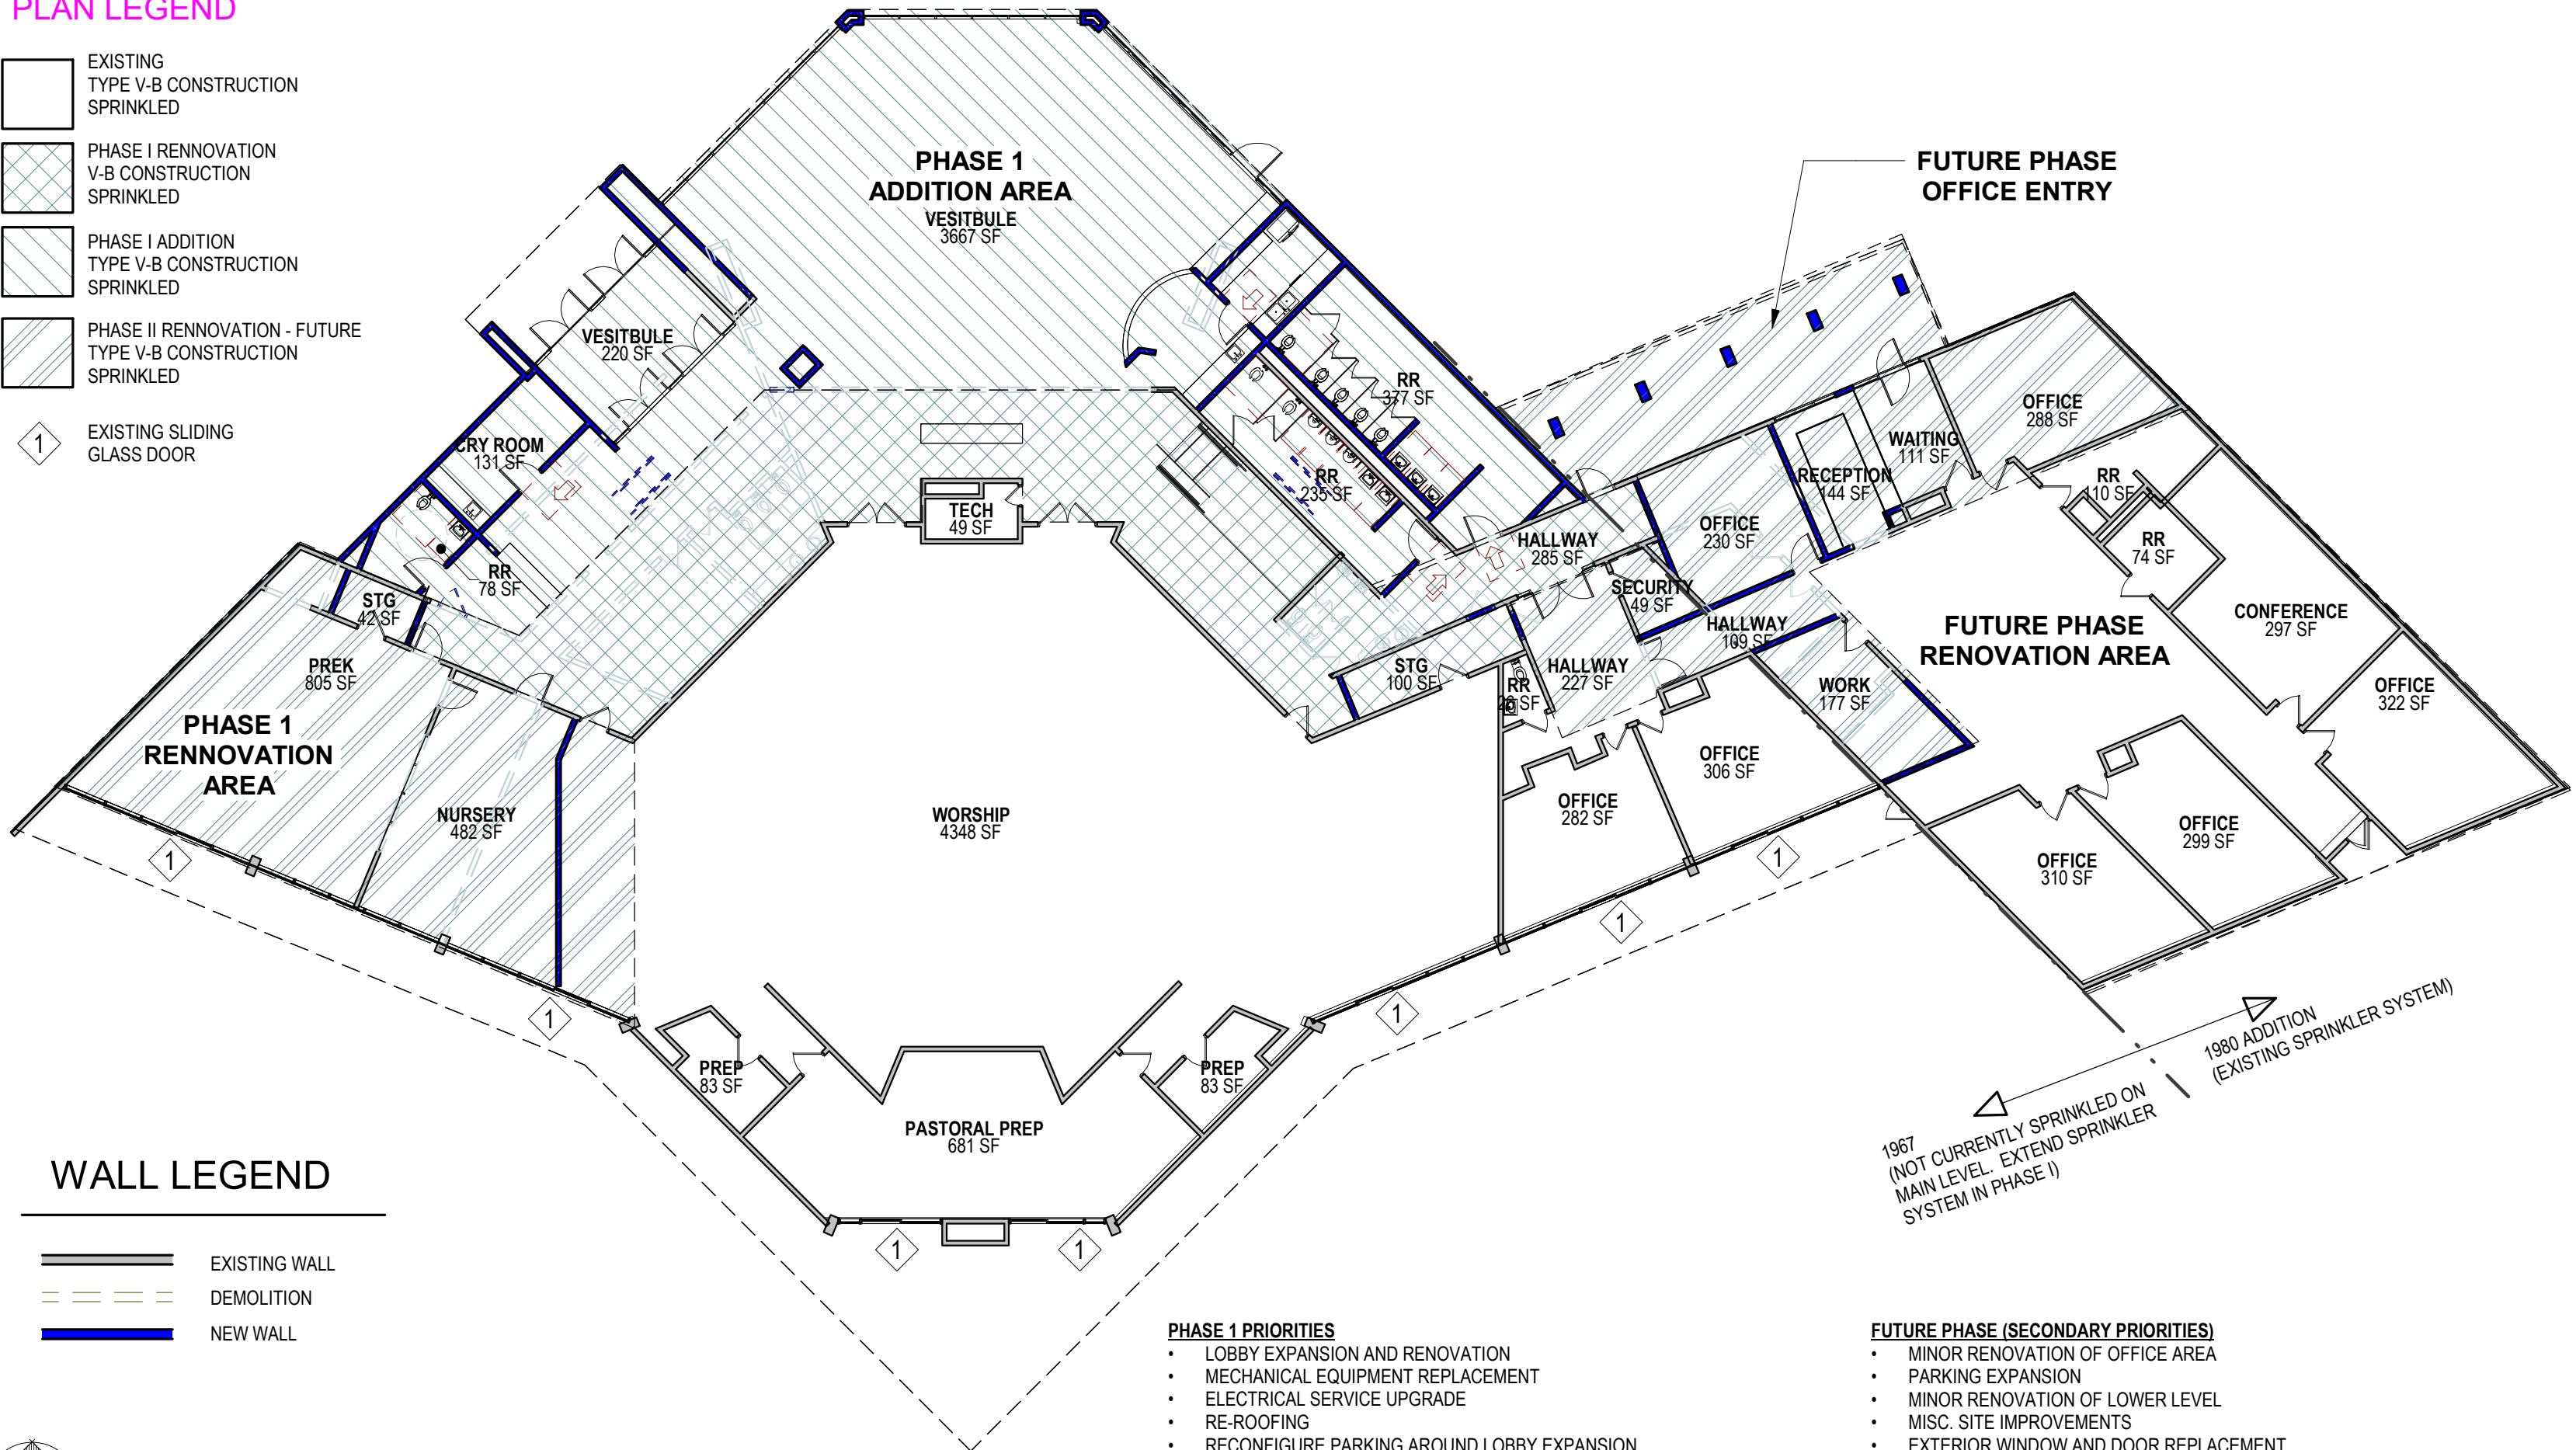 PLAN LEGEND
EXISTING
TYPE V-B CONSTRUCTION
SPRINKLED
PHASE I RENNOVATION
V-B CONSTRUCTION
SPRINKLED
PHASE I ADDITION
TYPE V-B CONSTRUCTION
SPRINKLED
PHASE II RENNOVATION - FUTURE
TYPE V-B CONSTRUCTION
SPRINKLED
1
EXISTING SLIDING
GLASS DOOR
PHASE 1
ADDITION AREA
VESITBULE
3667 SF
FUTURE PHASE
OFFICE ENTRY
VESITBULE
220 SF
CRY ROOM
131 SF
RR
78 SF
STG
42 SF
PREK
805 SF
PHASE 1
RENNOVATION
AREA
NURSERY
482 SF
TECH
49 SF
WORSHIP
4348 SF
RR
377 SF
RR
235 SF
HALLWAY
285 SF
OFFICE
230 SF
RECEPTION
144 SF
WAITING
111 SF
OFFICE
288 SF
RR
110 SF
RR
74 SF
SECURITY
49 SF
HALLWAY
109 SF
HALLWAY
227 SF
STG
100 SF
RR
SF
CONFERENCE
297 SF
FUTURE PHASE
RENOVATION AREA
WORK
177 SF
OFFICE
322 SF
OFFICE
306 SF
OFFICE
282 SF
OFFICE
299 SF
OFFICE
310 SF
1
1
1
1
1
1
1
PREP
83 SF
PREP
83 SF
PASTORAL PREP
681 SF
1980 ADDITION
(EXISTING SPRINKLER SYSTEM)
1967
(NOT CURRENTLY SPRINKLED ON
MAIN LEVEL. EXTEND SPRINKLER
SYSTEM IN PHASE I)
WALL LEGEND
EXISTING WALL
DEMOLITION
NEW WALL
PHASE 1 PRIORITIES
• LOBBY EXPANSION AND RENOVATION
• MECHANICAL EQUIPMENT REPLACEMENT
• ELECTRICAL SERVICE UPGRADE
• RE-ROOFING
• RECONFIGURE PARKING AROUND LOBBY EXPANSION
FUTURE PHASE (SECONDARY PRIORITIES)
• MINOR RENOVATION OF OFFICE AREA
• PARKING EXPANSION
• MINOR RENOVATION OF LOWER LEVEL
• MISC. SITE IMPROVEMENTS
• EXTERIOR WINDOW AND DOOR REPLACEMENT